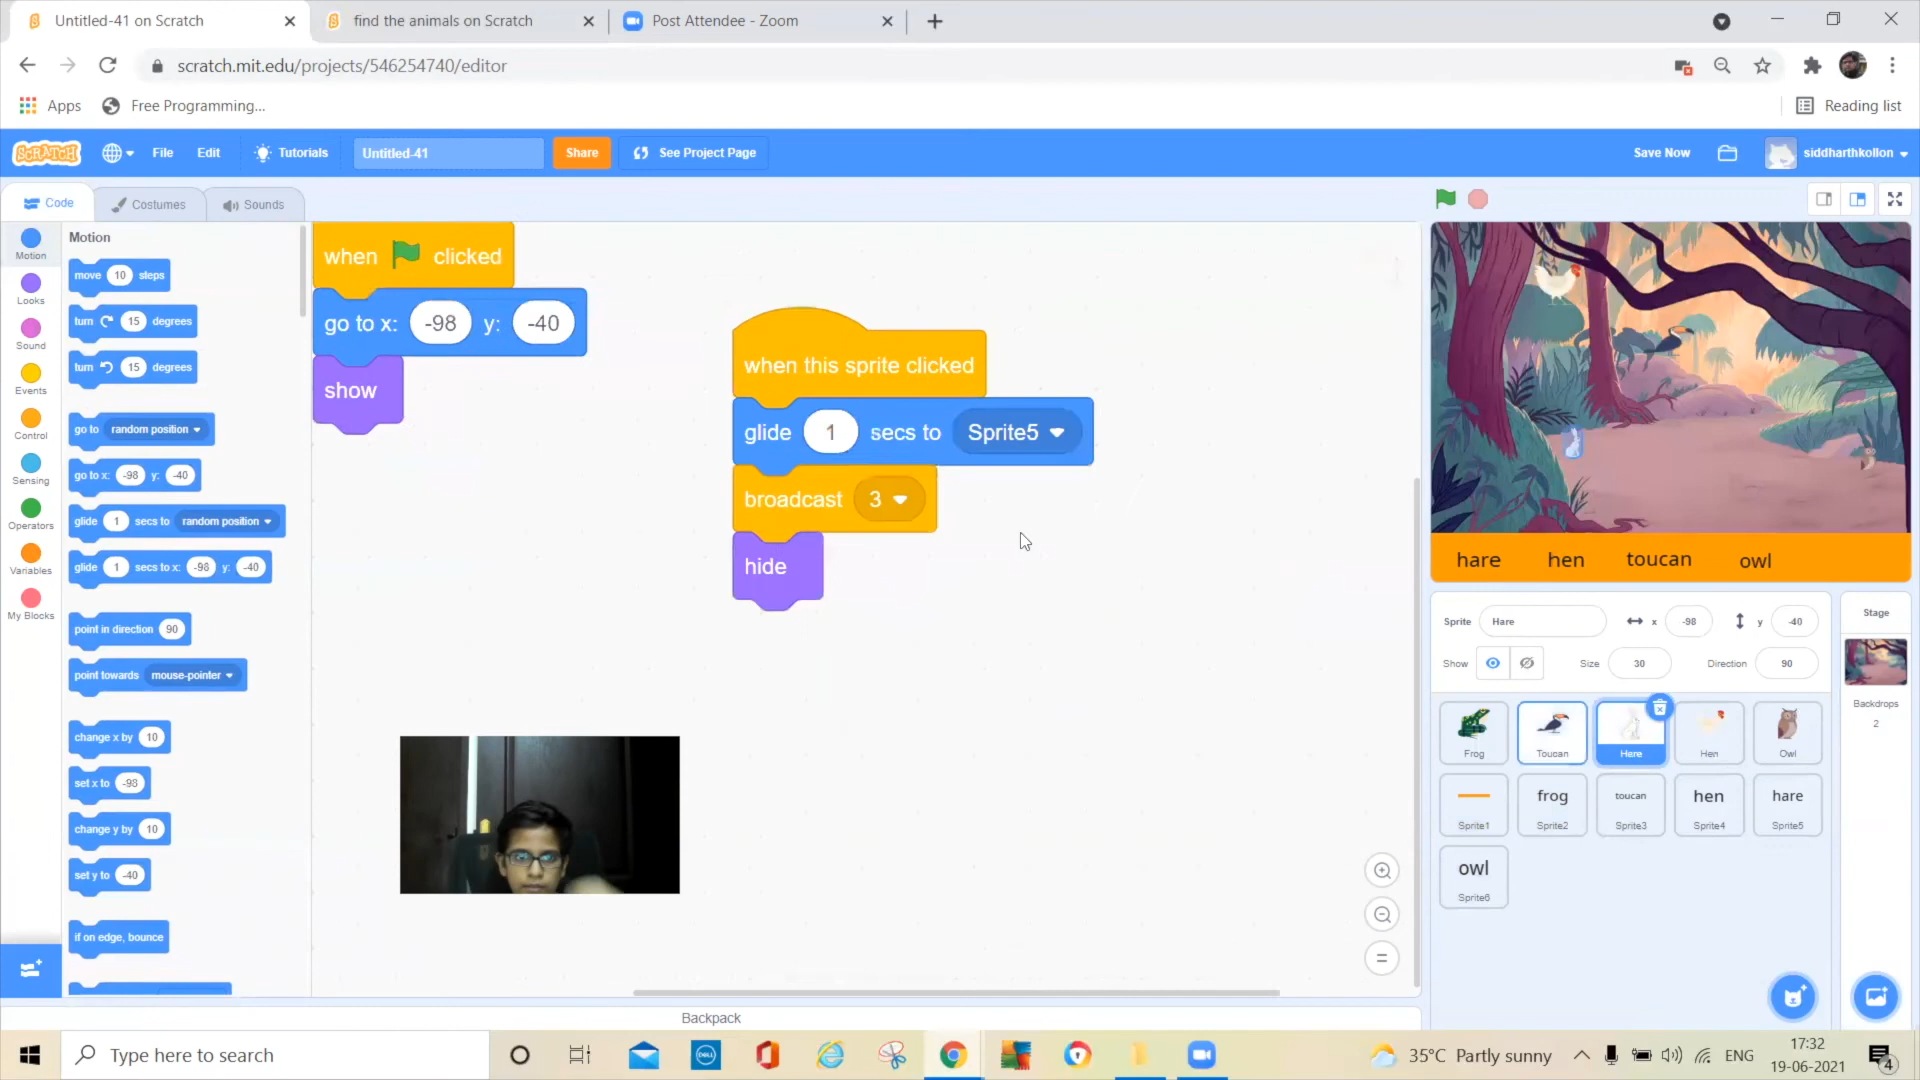 Untitled-41 on Scratch
find the animals on Scratch
Post Attendee - Zoom
scratch.mit.edu/projects/546254740/editor
Apps
Free Programming...
Reading list
SCRATCH
File
Edit
Tutorials
Untitled-41
Share
See Project Page
Save Now
siddharthkollon
Code
Costumes
Sounds
Motion
Looks
Sound
Events
Control
Sensing
Operators
Variables
My Blocks
Motion
move 10 steps
turn 15 degrees
turn 15 degrees
go to random position
go to x: -98 y: -40
glide 1 secs to random position
glide 1 secs to x: -98 y: -40
point in direction 90
point towards mouse-pointer
change x by 10
set x to -98
change y by 10
set y to -40
if on edge, bounce
when clicked
go to x: -98 y: -40
show
when this sprite clicked
glide 1 secs to Sprite5
broadcast 3
hide
Backpack
hare hen toucan owl
Sprite Hare x -98 y -40
Show Size 30 Direction 90
Frog
Toucan
Hare
Hen
Owl
Sprite1
frog
Sprite2
toucan
Sprite3
hen
Sprite4
hare
Sprite5
owl
Sprite6
Stage
Backdrops
2
Type here to search
DELL
35°C Partly sunny
ENG
17:32
19-06-2021
4